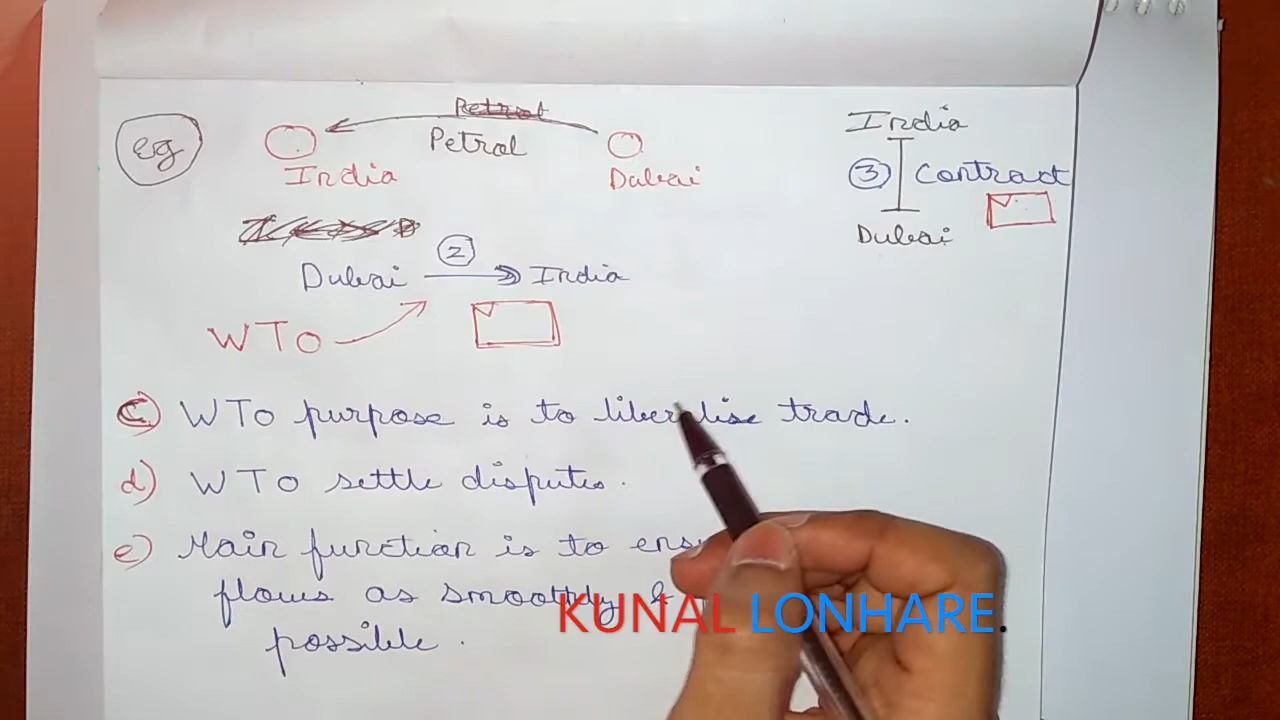 eg
Petrol
Petrol
India
Dubai
India
③ Contract
Dubai
②
Dubai → India
WTO
c) WTO purpose is to liberalise trade.
d) WTO settle disputes.
e) Main function is to
flows as smoothly &
possible.
KUNAL LONHARE.